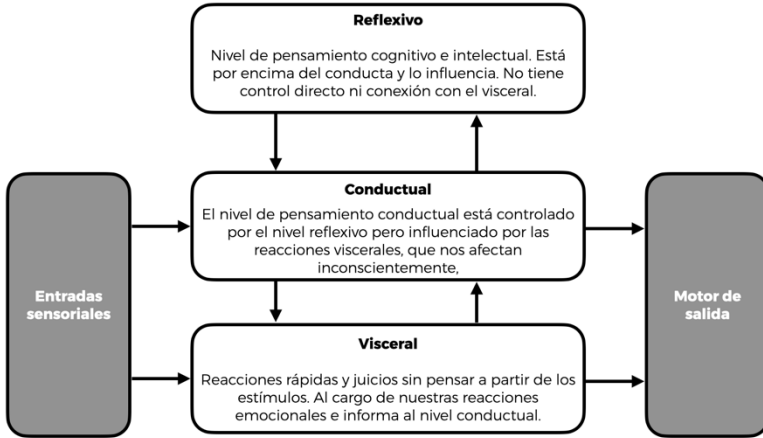 Reflexivo
Nivel de pensamiento cognitivo e intelectual. Está
por encima del conducta y lo influencia. No tiene
control directo ni conexión con el visceral.
Conductual
El nivel de pensamiento conductual está controlado
por el nivel reflexivo pero influenciado por las
reacciones viscerales, que nos afectan
inconscientemente,
Entradas
sensoriales
Motor de
salida
Visceral
Reacciones rápidas y juicios sin pensar a partir de los
estímulos. Al cargo de nuestras reacciones
emocionales e informa al nivel conductual.